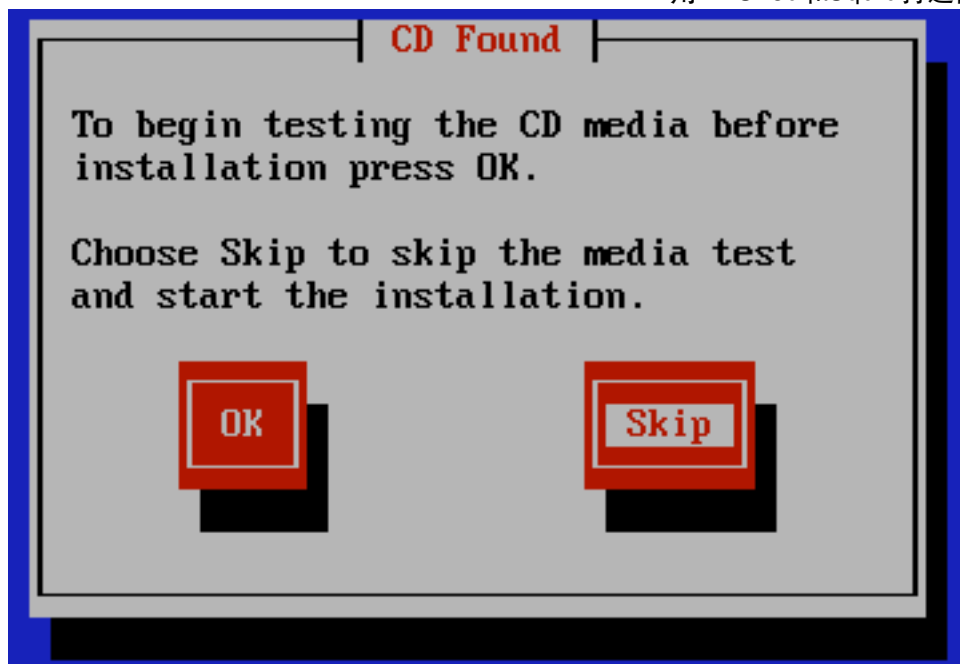 CD Found
To begin testing the CD media before
installation press OK.
Choose Skip to skip the media test
and start the installation.
OK
Skip